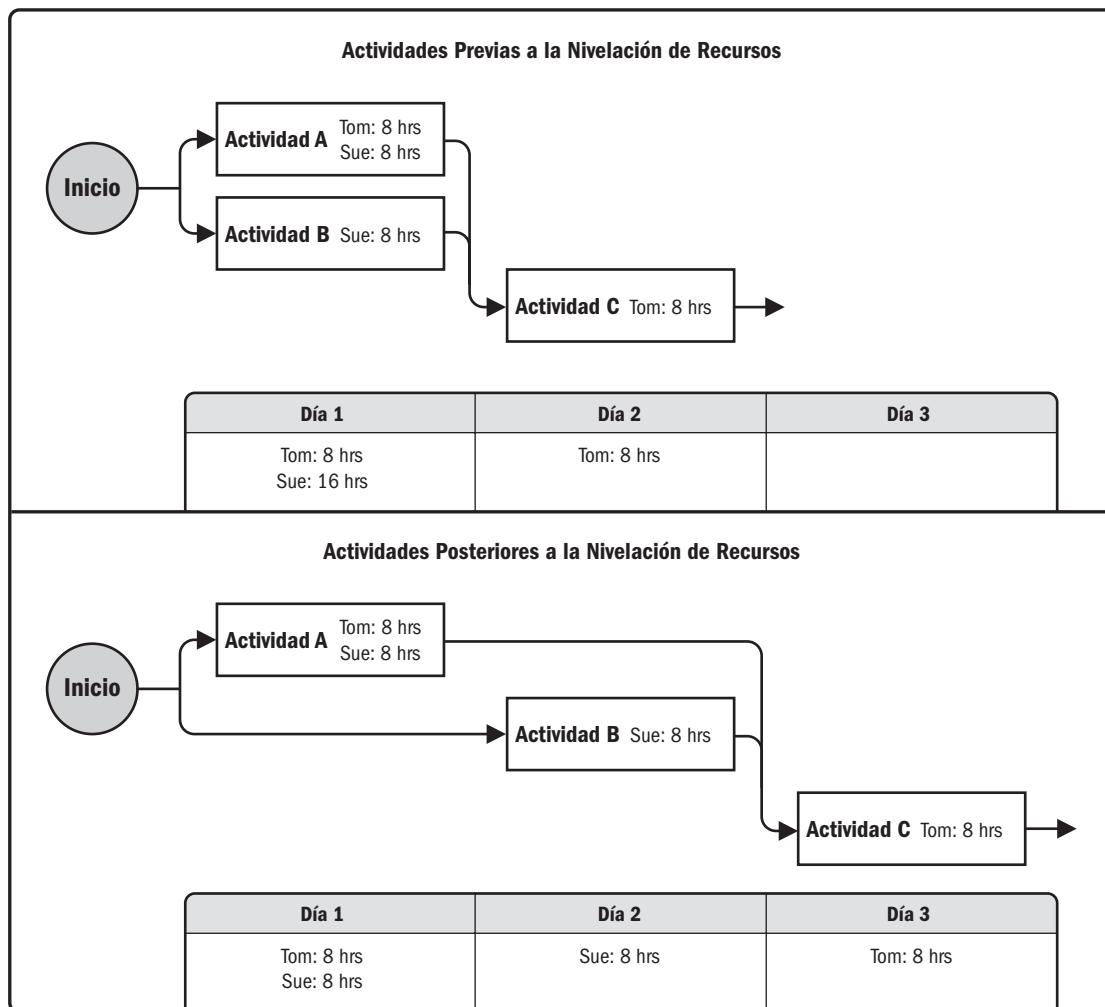 Actividades Previas a la Nivelación de Recursos
Inicio
Actividad A
Tom: 8 hrs
Sue: 8 hrs
Actividad B Sue: 8 hrs
Actividad C Tom: 8 hrs
Día 1
Día 2
Día 3
Tom: 8 hrs
Sue: 16 hrs
Tom: 8 hrs
Actividades Posteriores a la Nivelación de Recursos
Inicio
Actividad A
Tom: 8 hrs
Sue: 8 hrs
Actividad B Sue: 8 hrs
Actividad C Tom: 8 hrs
Día 1
Día 2
Día 3
Tom: 8 hrs
Sue: 8 hrs
Sue: 8 hrs
Tom: 8 hrs